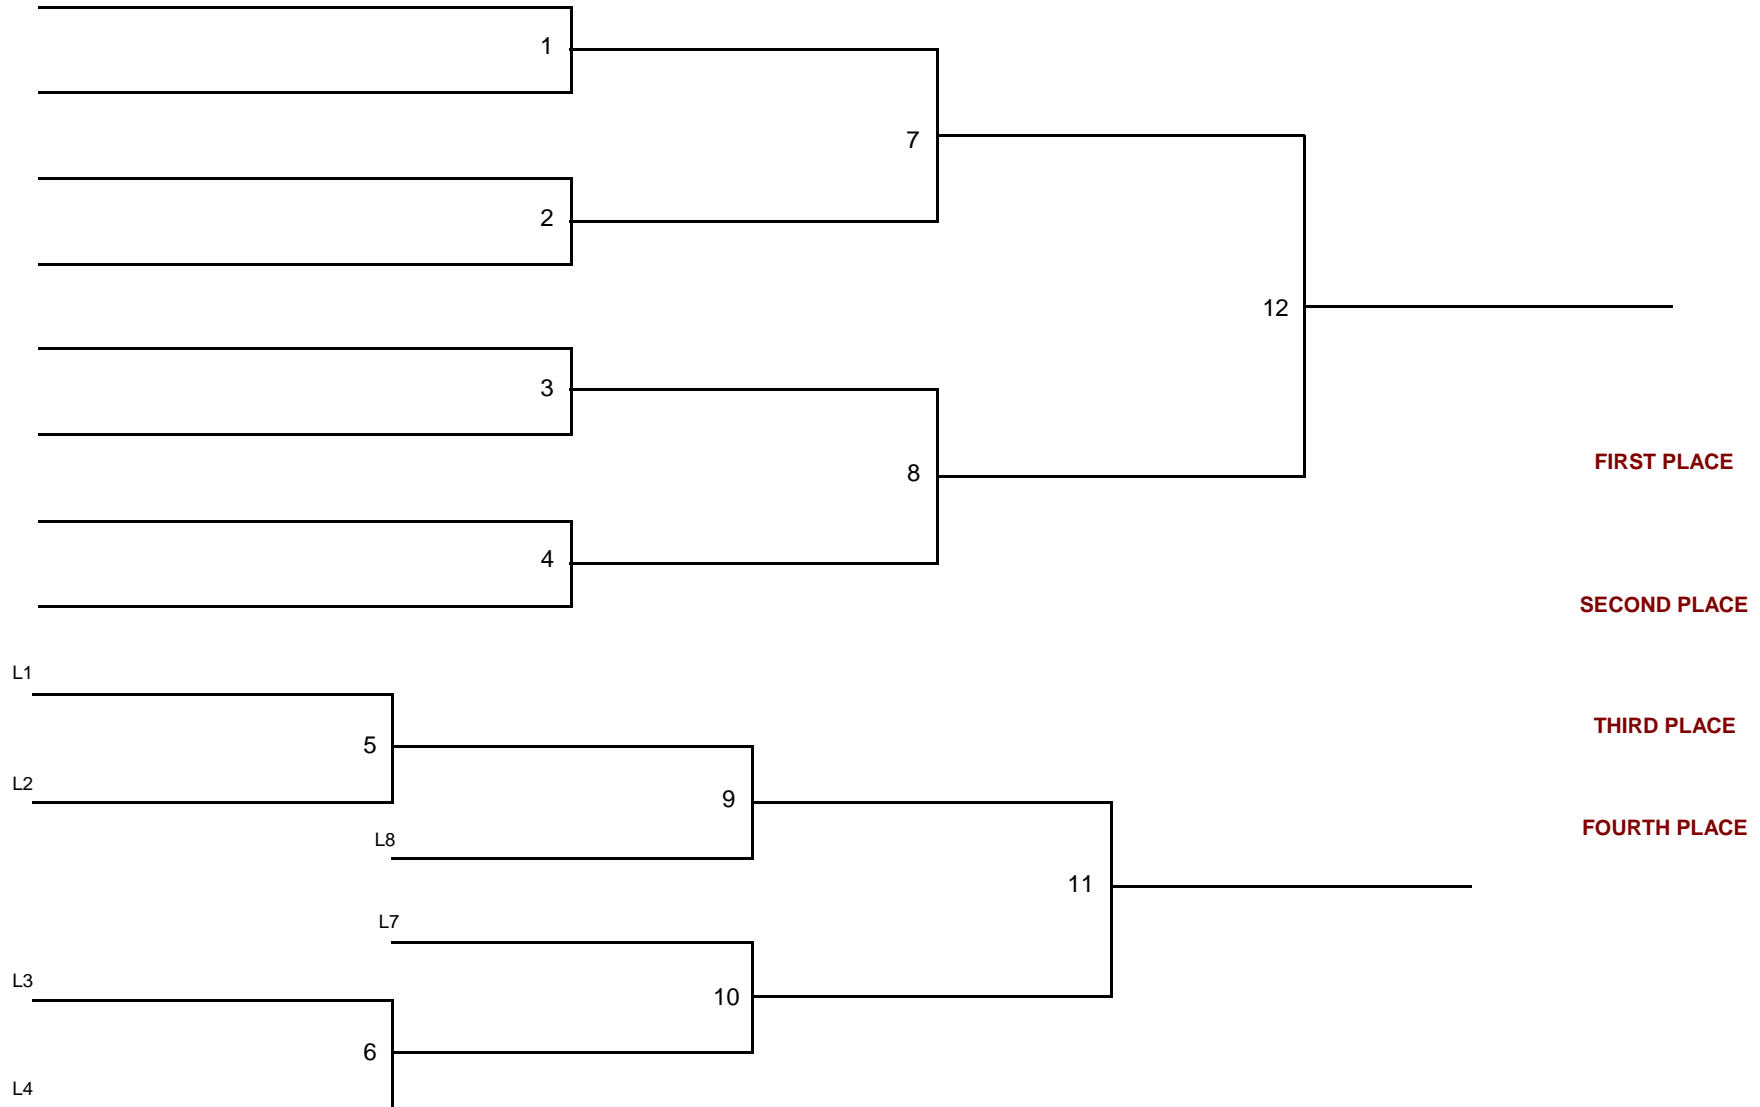 1
7
2
12
3
FIRST PLACE
8
4
SECOND PLACE
L1
THIRD PLACE
5
L2
9
FOURTH PLACE
L8
11
L7
L3
10
6
L4